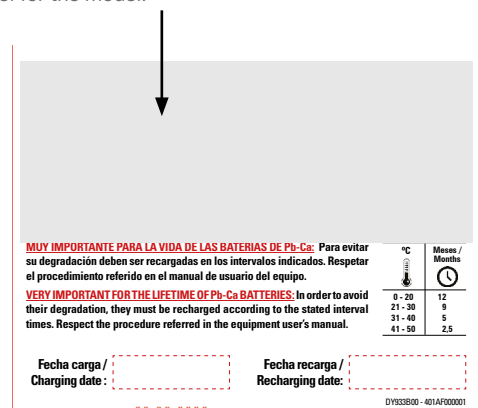 for the model.
MUY IMPORTANTE PARA LA VIDA DE LAS BATERIAS DE Pb-Ca: Para evitar
su degradación deben ser recargadas en los intervalos indicados. Respetar
el procedimiento referido en el manual de usuario del equipo.
VERY IMPORTANT FOR THE LIFETIME OF Pb-Ca BATTERIES: In order to avoid
their degradation, they must be recharged according to the stated interval
times. Respect the procedure referred in the equipment user's manual.
ºC Meses /
Months
0 - 20 12
21 - 30 9
31 - 40 5
41 - 50 2,5
Fecha carga /
Charging date :
Fecha recarga /
Recharging date:
DY933B00 - 401AF000001